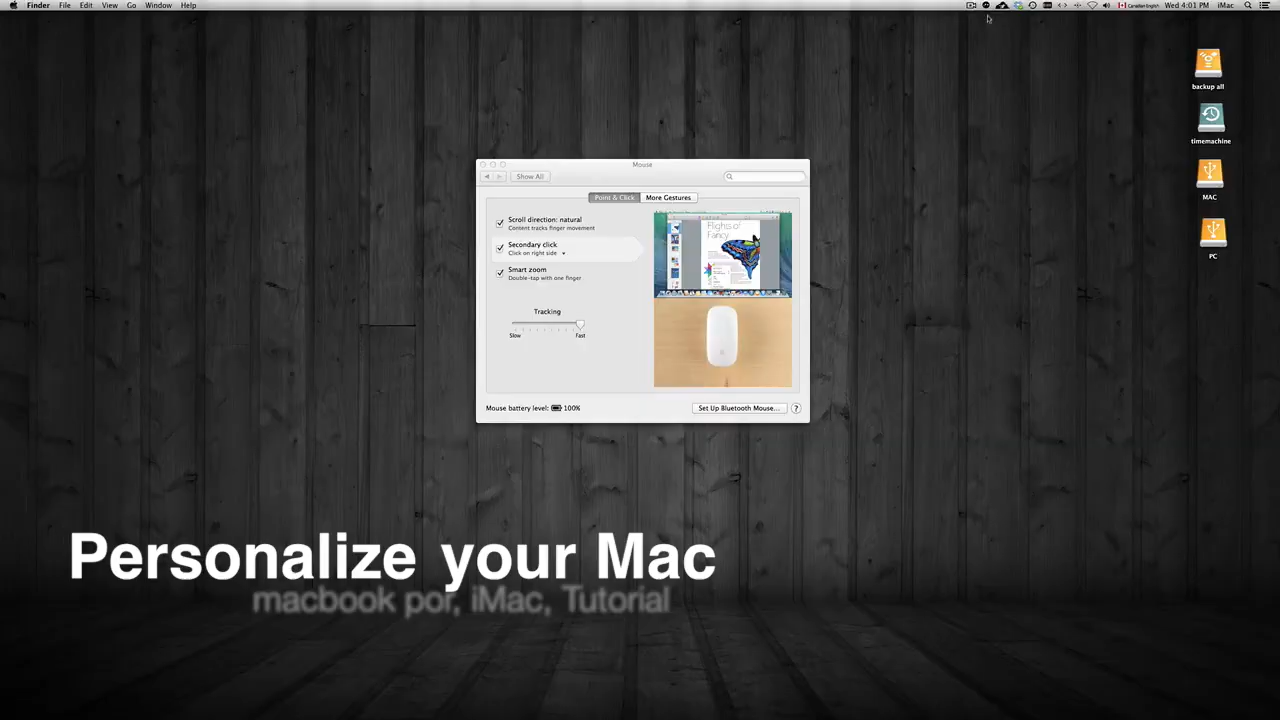 Finder File Edit View Go Window Help
Canadian English Wed 4:01 PM iMac
backup all
timemachine
MAC
PC
Mouse
Show All
Point & Click More Gestures
Scroll direction: natural
Content tracks finger movement
Secondary click
Click on right side
Smart zoom
Double-tap with one finger
Tracking
Slow Fast
Flights of
Fancy
Mouse battery level: 100%
Set Up Bluetooth Mouse... ?
Personalize your Mac
macbook por, iMac, Tutorial